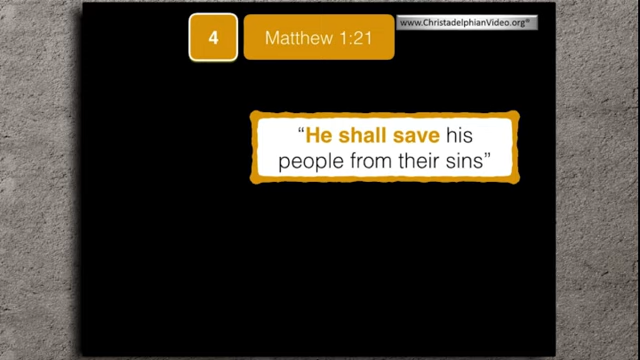 4
Matthew 1:21
www.ChristadelphianVideo.org®
“He shall save his
people from their sins”